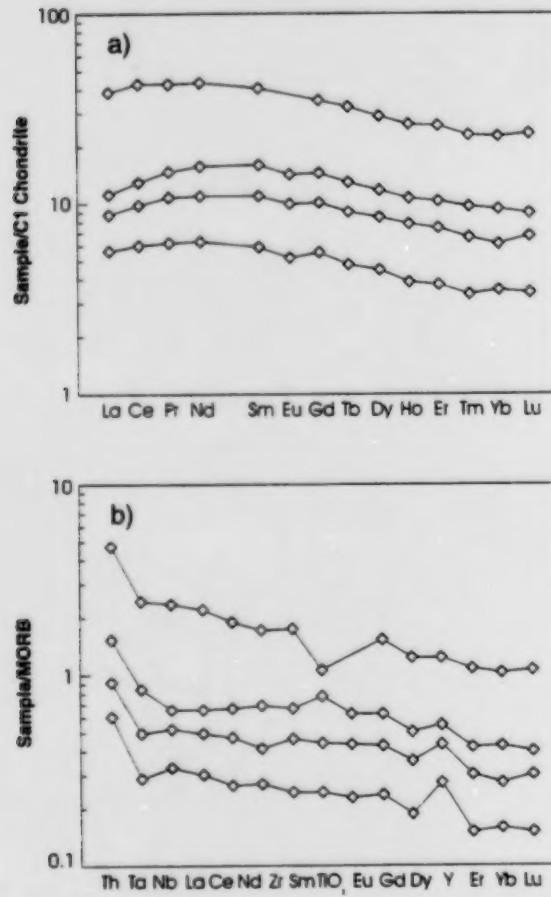 100
a)
10
1
Sample/C1 Chondrite
La Ce Pr Nd Sm Eu Gd Tb Dy Ho Er Tm Yb Lu
10
b)
1
0.1
Sample/MORB
Th Ta Nb La Ce Nd Zr Sm TiO, Eu Gd Dy Y Er Yb Lu